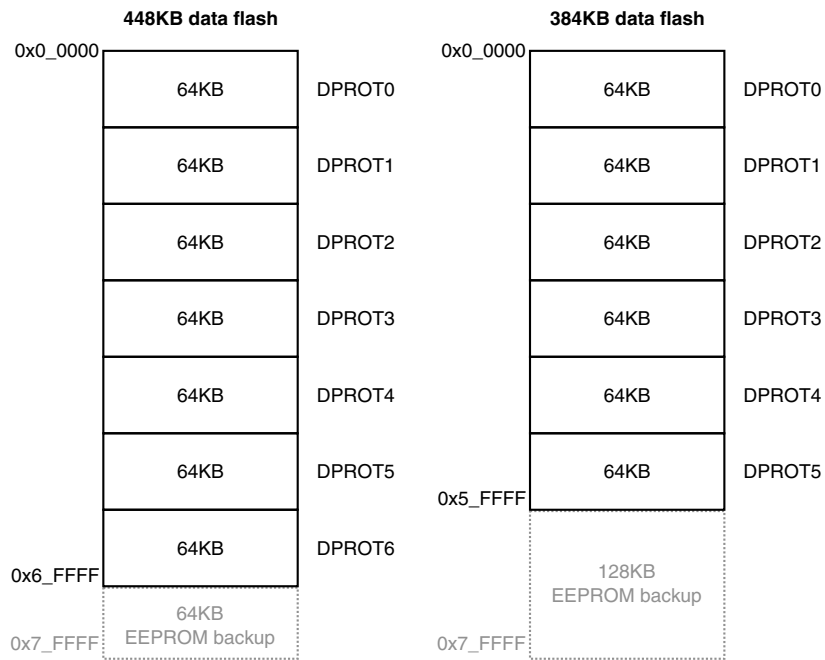 448KB data flash
0x0_0000
64KB DPROT0
64KB DPROT1
64KB DPROT2
64KB DPROT3
64KB DPROT4
64KB DPROT5
64KB DPROT6
0x6_FFFF
64KB
EEPROM backup
0x7_FFFF
384KB data flash
0x0_0000
64KB DPROT0
64KB DPROT1
64KB DPROT2
64KB DPROT3
64KB DPROT4
64KB DPROT5
0x5_FFFF
128KB
EEPROM backup
0x7_FFFF